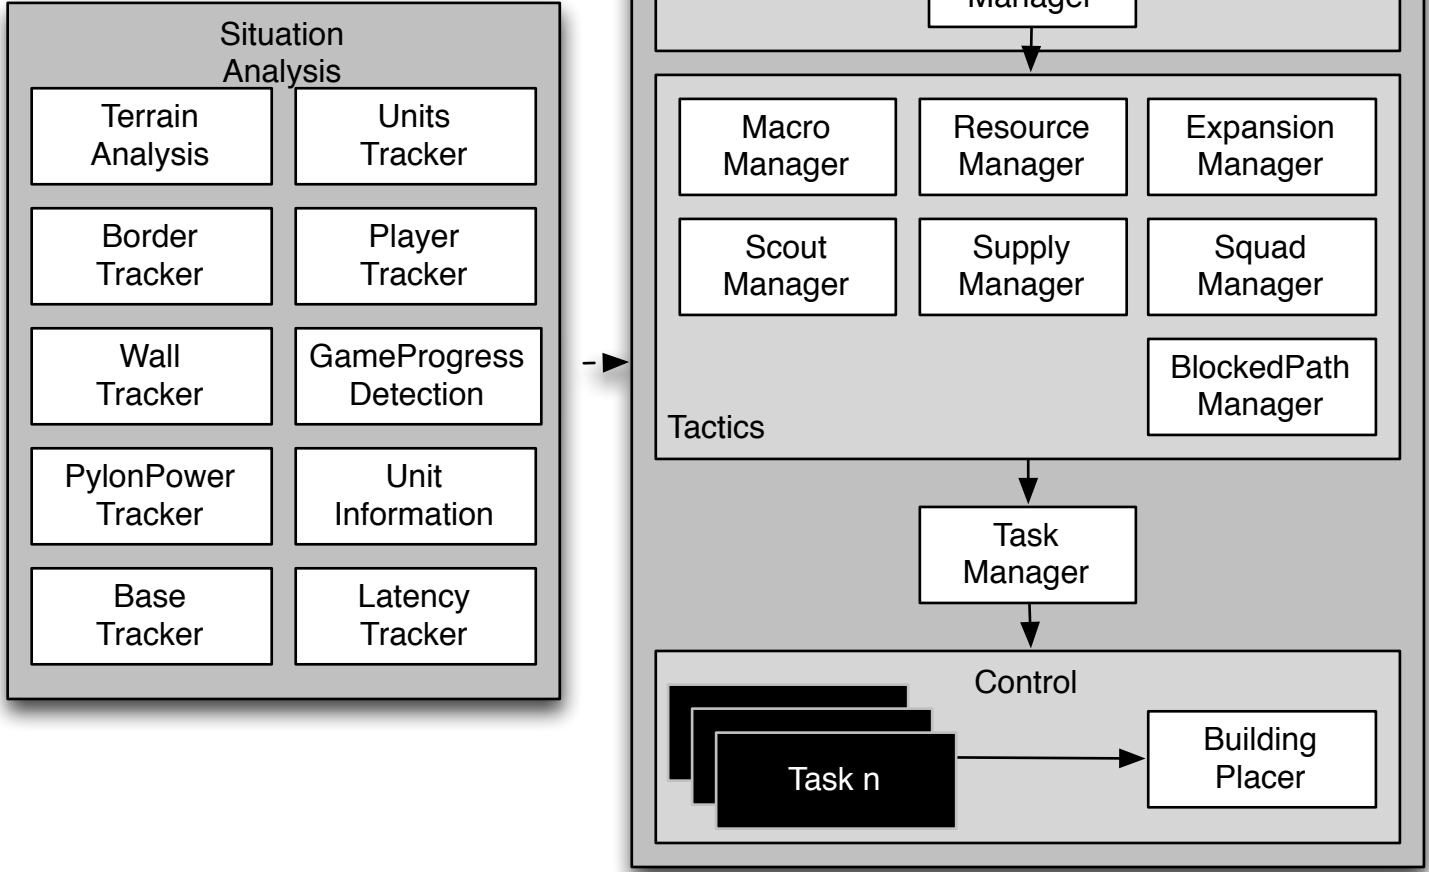 Situation
Analysis
Terrain
Analysis
Units
Tracker
Border
Tracker
Player
Tracker
Wall
Tracker
GameProgress
Detection
PylonPower
Tracker
Unit
Information
Base
Tracker
Latency
Tracker
Manager
Macro
Manager
Resource
Manager
Expansion
Manager
Scout
Manager
Supply
Manager
Squad
Manager
BlockedPath
Manager
Tactics
Task
Manager
Control
Task n
Building
Placer